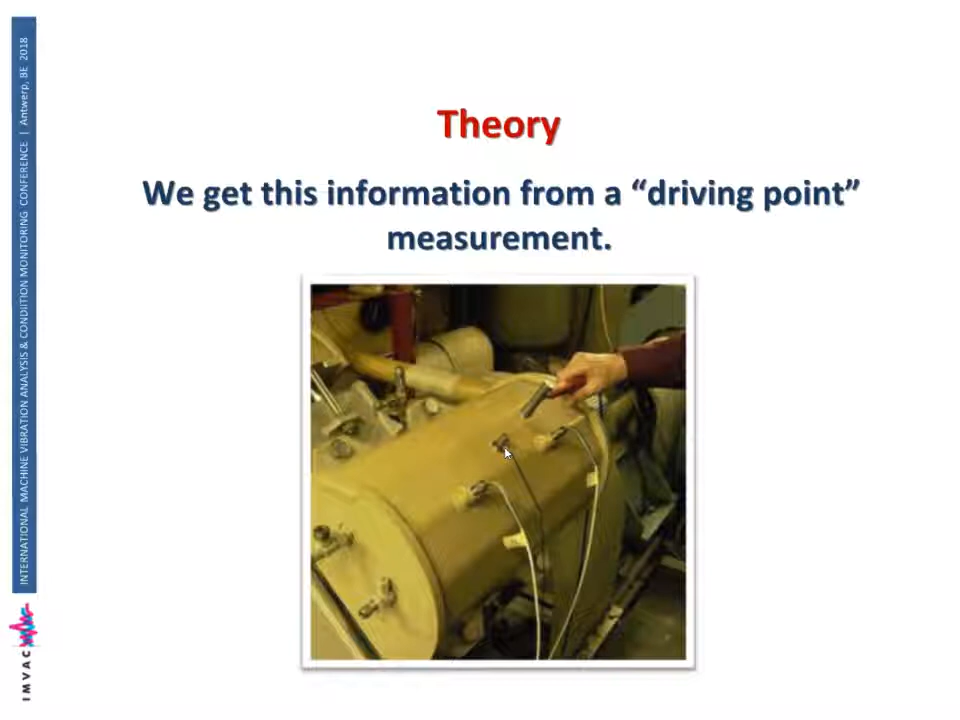 Theory
We get this information from a “driving point”
measurement.
INTERNATIONAL MACHINE VIBRATION ANALYSIS & CONDITION MONITORING CONFERENCE | Antwerp, BE 2018
IMVAC